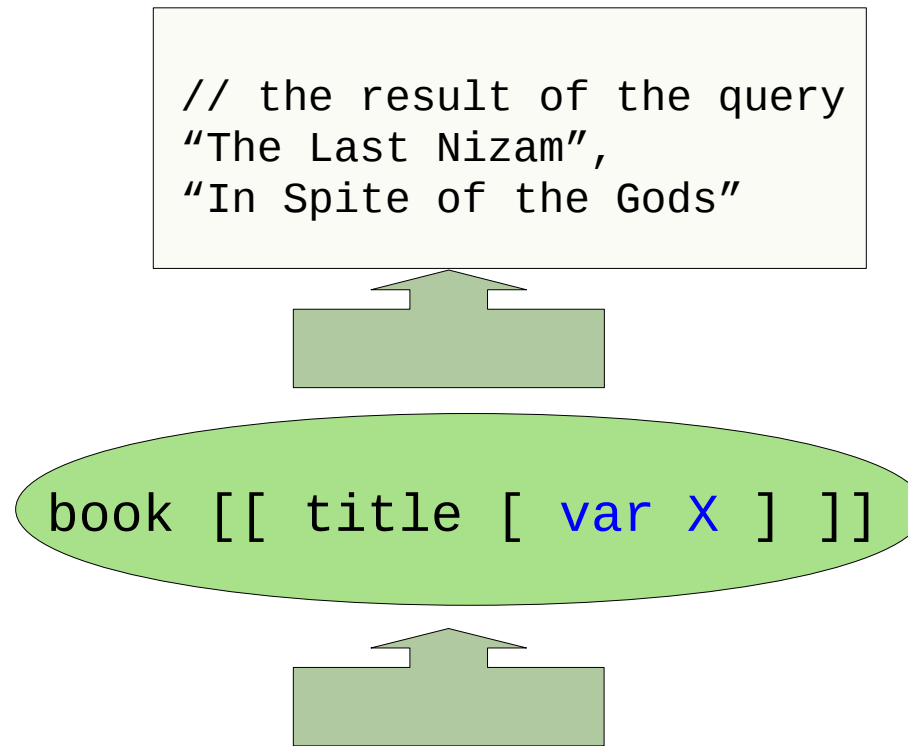 // the result of the query
“The Last Nizam”,
“In Spite of the Gods”
book [[ title [ var X ] ]]